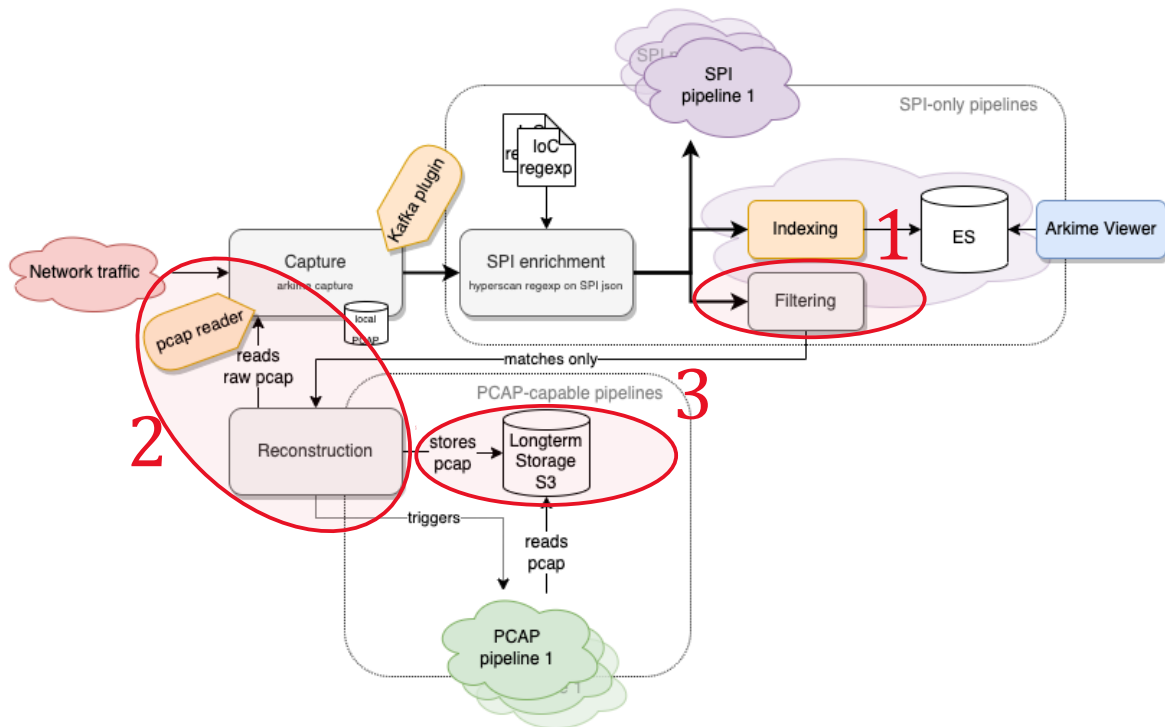 SPI
SPI
pipeline 1
SPI-only pipelines
IoC
regexp
Kafka plugin
Network traffic
Capture
arkime capture
SPI enrichment
hyperscan regexp on SPI json
Indexing
1
ES
Arkime Viewer
Filtering
local
PCAP
pcap reader
reads
raw pcap
matches only
PCAP-capable pipelines
3
2
Reconstruction
stores
pcap
Longterm
Storage
S3
triggers
reads
pcap
PCAP
pipeline 1